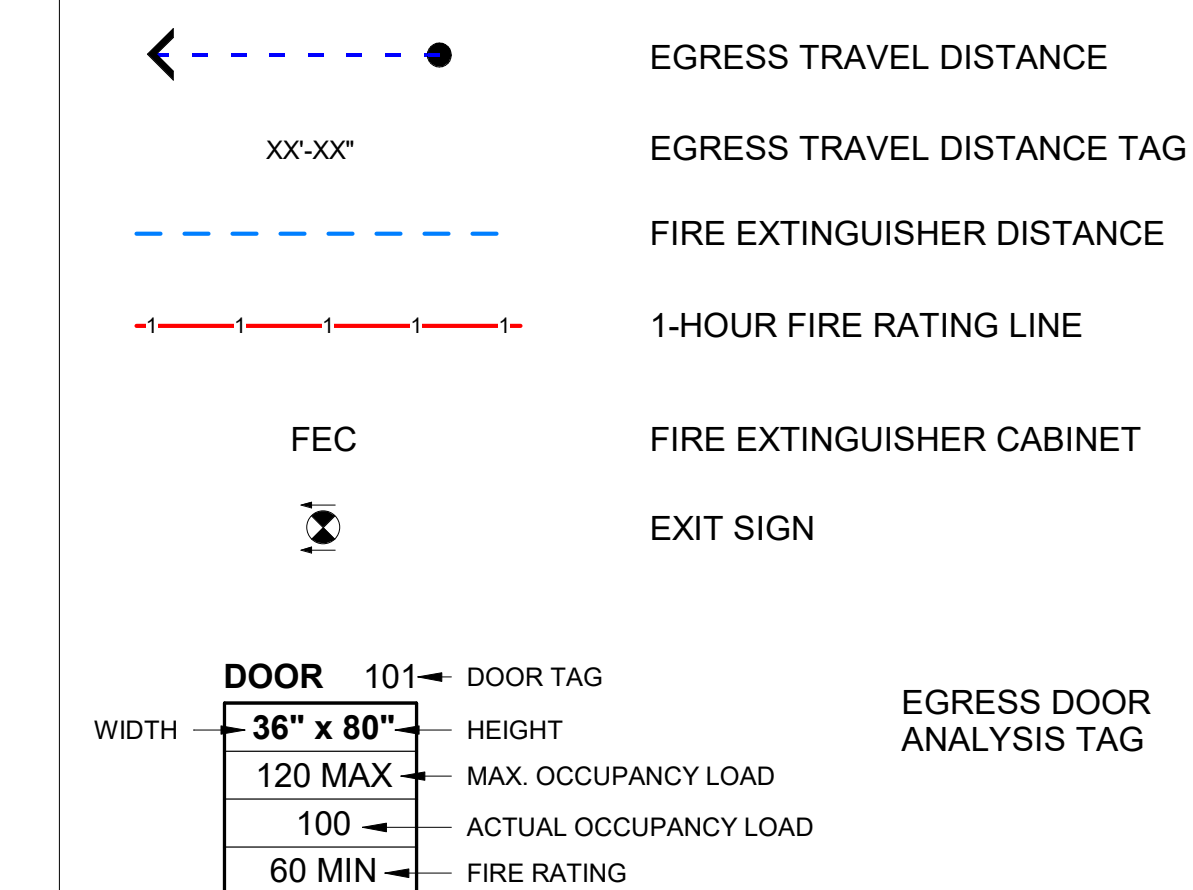 EGRESS TRAVEL DISTANCE
XX'-XX" EGRESS TRAVEL DISTANCE TAG
FIRE EXTINGUISHER DISTANCE
1 1 1 1 1 1-HOUR FIRE RATING LINE
FEC FIRE EXTINGUISHER CABINET
EXIT SIGN
DOOR 101 DOOR TAG
WIDTH 36" x 80" HEIGHT
120 MAX MAX. OCCUPANCY LOAD
100 ACTUAL OCCUPANCY LOAD
60 MIN FIRE RATING
EGRESS DOOR
ANALYSIS TAG